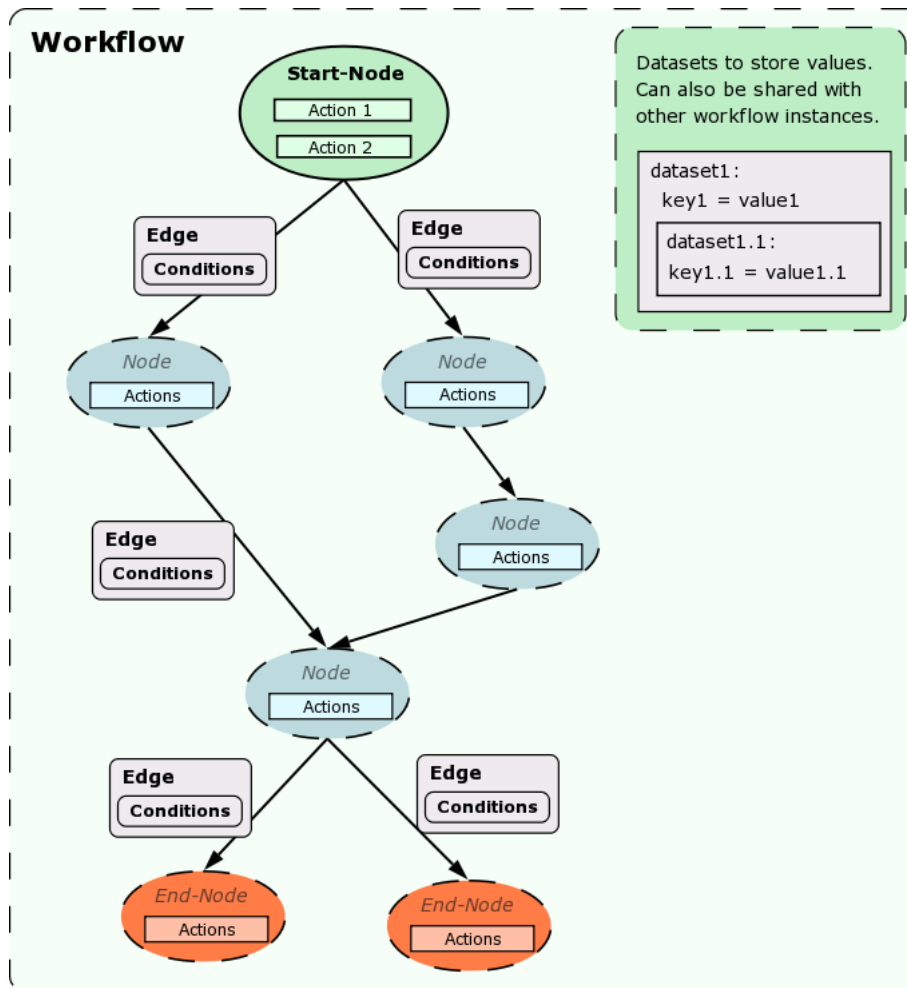 Workflow
Start-Node
Action 1
Action 2
Datasets to store values.
Can also be shared with
other workflow instances.
dataset1:
key1 = value1
dataset1.1:
key1.1 = value1.1
Edge
Conditions
Edge
Conditions
Node
Actions
Node
Actions
Node
Actions
Edge
Conditions
Node
Actions
Edge
Conditions
Edge
Conditions
End-Node
Actions
End-Node
Actions